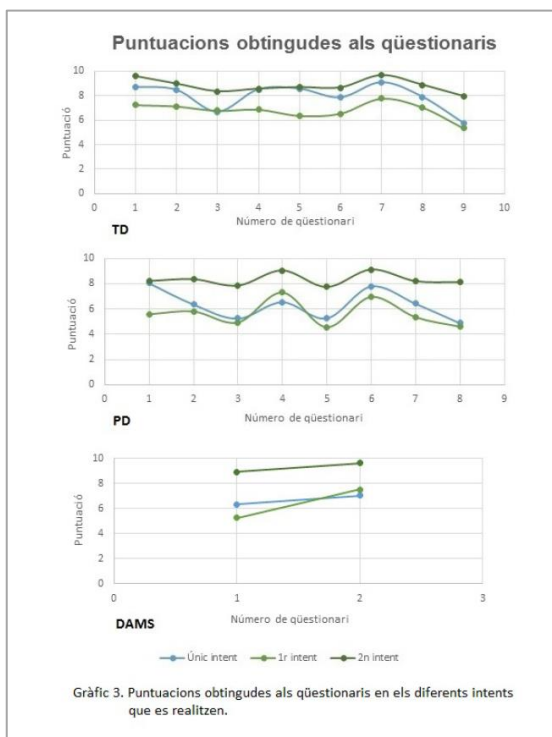 Puntuacions obtingudes als qüestionaris
10
8
6
4
2
0
Puntuació
0 1 2 3 4 5 6 7 8 9 10
Número de qüestionari
TD
10
8
6
4
2
0
Puntuació
0 1 2 3 4 5 6 7 8 9
Número de qüestionari
PD
10
8
6
4
2
0
Puntuació
0 1 2 3
Número de qüestionari
DAMS
Únic intent 1r intent 2n intent
Gràfic 3. Puntuacions obtingudes als qüestionaris en els diferents intents
que es realitzen.